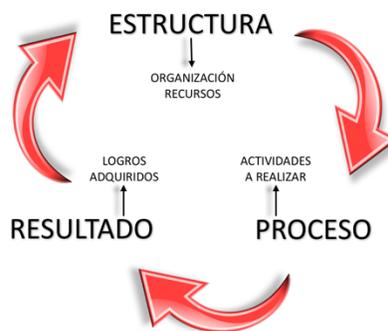 ESTRUCTURA
ORGANIZACIÓN
RECURSOS
LOGROS
ADQUIRIDOS
ACTIVIDADES
A REALIZAR
RESULTADO
PROCESO